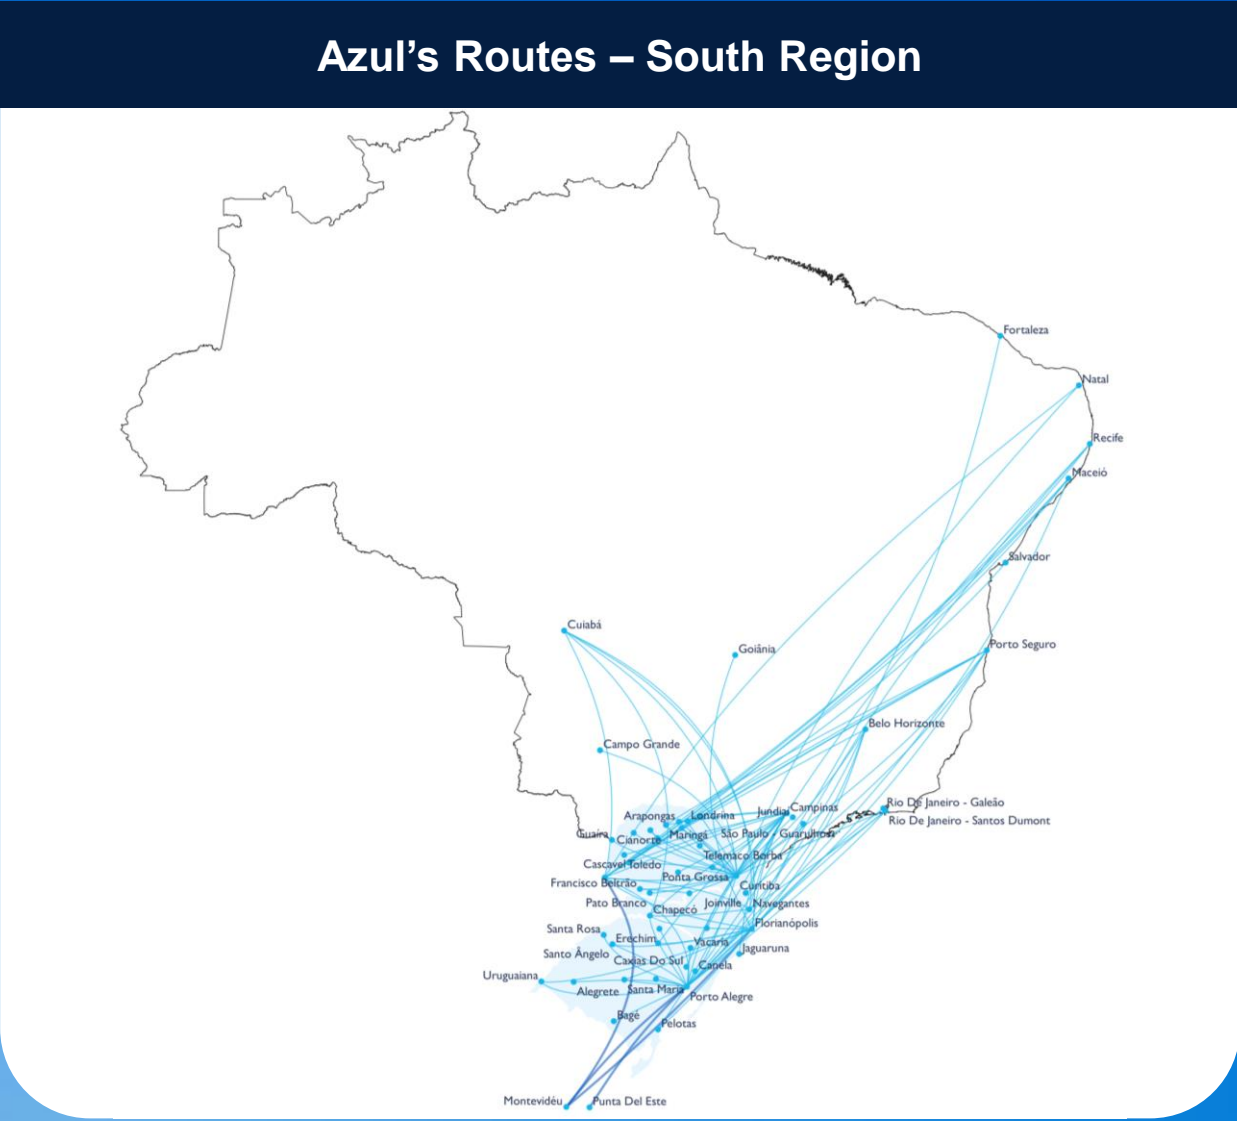 Azul’s Routes – South Region
Fortaleza
Natal
Recife
Maceió
Salvador
Cuiabá
Porto Seguro
Goiânia
Belo Horizonte
Campo Grande
Rio De Janeiro - Galeão
Jundiaí
Campinas
Arapongas
Londrina
Rio De Janeiro - Santos Dumont
Guaíra
Cianorte
Maringá
São Paulo - Guarulhos
Telemaco Borba
Cascavel
Toledo
Ponta Grossa
Francisco Beltrão
Curitiba
Pato Branco
Chapecó
Joinville
Navegantes
Florianópolis
Santa Rosa
Erechim
Vacaria
Jaguaruna
Santo Ângelo
Caxias Do Sul
Canela
Uruguaiana
Alegrete
Santa Maria
Porto Alegre
Bagé
Pelotas
Montevidéu
Punta Del Este